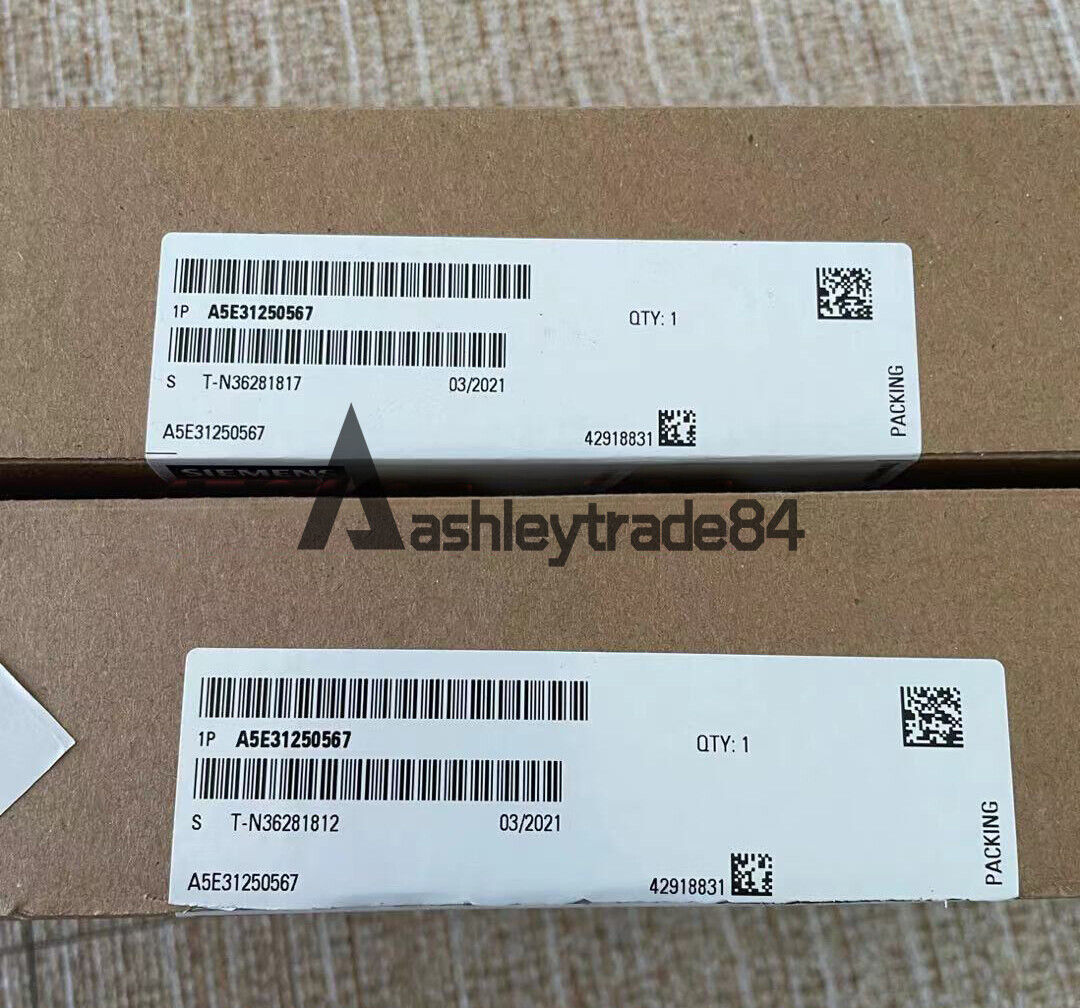 1P A5E31250567
QTY: 1
S T-N36281817 03/2021
PACKING
A5E31250567
42918831
SIEMENS
Aashleytrade84
1P A5E31250567
QTY: 1
S T-N36281812 03/2021
PACKING
A5E31250567
42918831